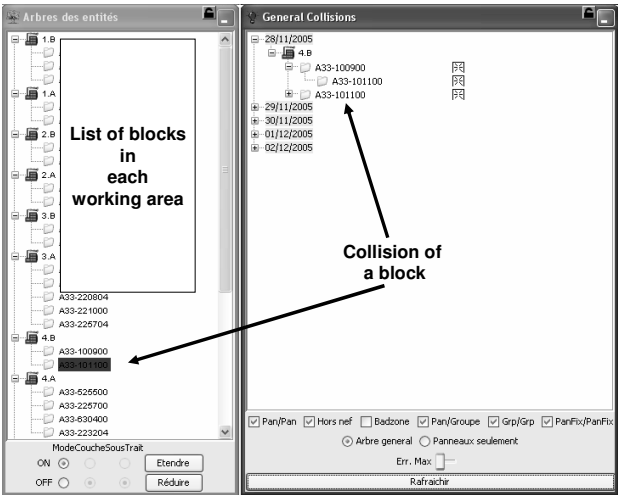 Arbres des entités
1.B
1.A
2.B
2.A
3.B
3.A
List of blocks
in
each
working area
A33-220804
A33-221000
A33-225704
4.B
A33-100900
A33-101100
4.A
A33-525500
A33-225700
A33-630400
A33-223204
ModeCoucheSousTrait
ON
Etendre
OFF
Réduire
General Collisions
28/11/2005
4.B
A33-100900
A33-101100
A33-101100
29/11/2005
30/11/2005
01/12/2005
02/12/2005
Collision of
a block
Pan/Pan Hors nef Badzone Pan/Groupe Grp/Grp PanFix/PanFix
Arbre general Panneaux seulement
Err. Max
Rafraichir